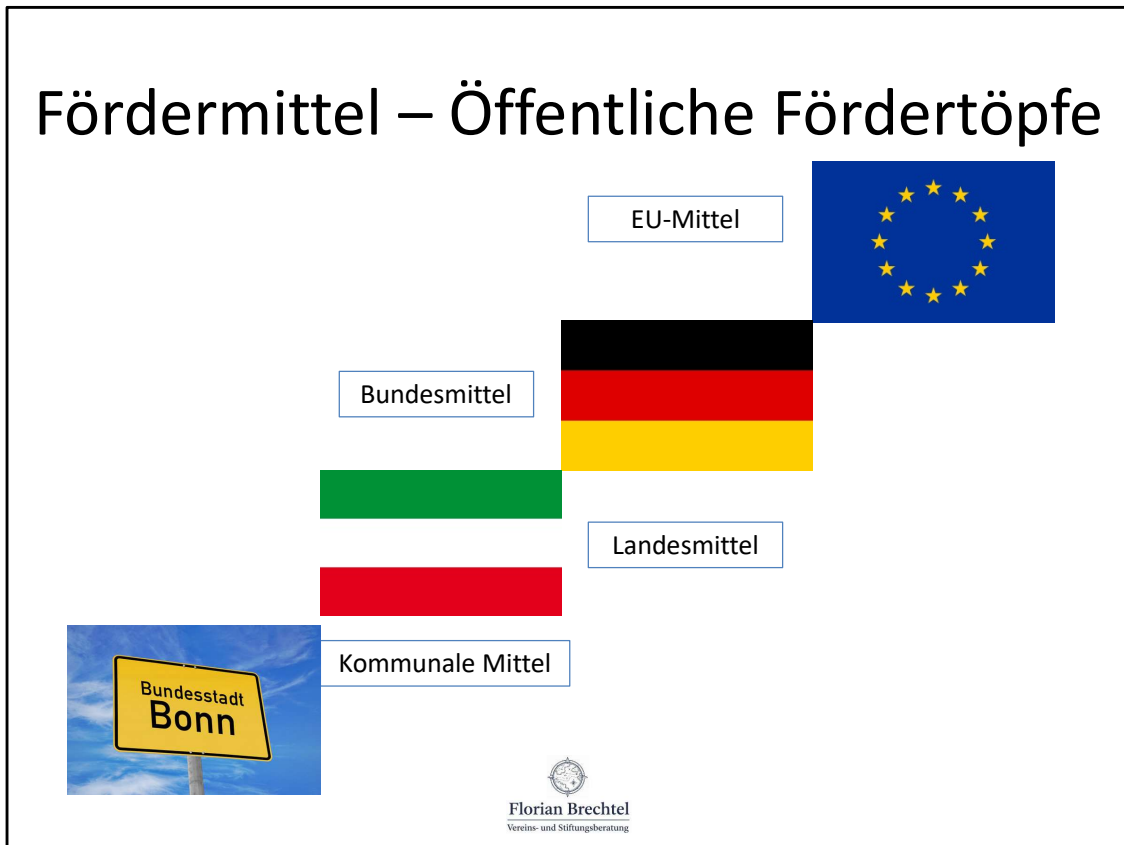 Fördermittel – Öffentliche Fördertöpfe
EU-Mittel
Bundesmittel
Landesmittel
Kommunale Mittel
Bundesstadt
Bonn
Florian Brechtel
Vereins- und Stiftungsberatung